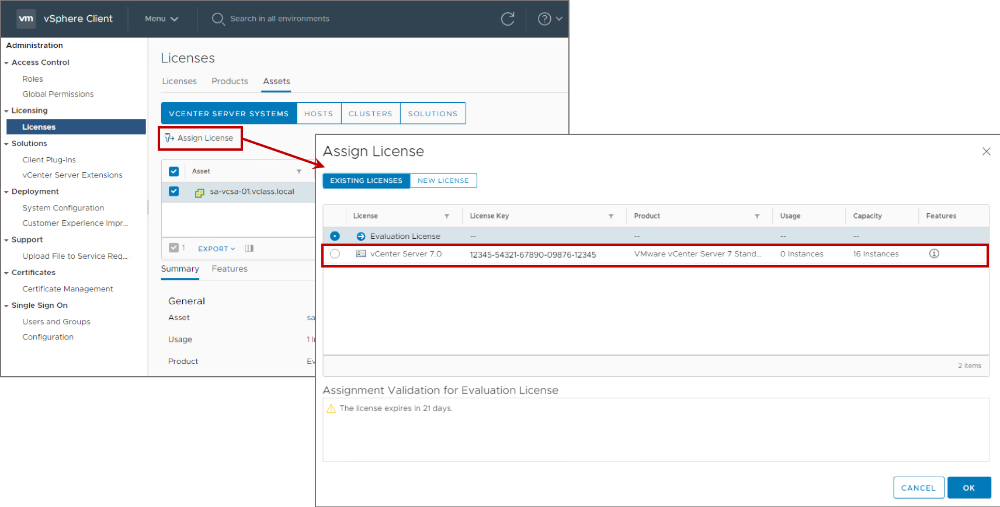 vm vSphere Client Menu Search in all environments ?
Administration
Access Control
Roles
Global Permissions
Licensing
Licenses
Solutions
Client Plug-Ins
vCenter Server Extensions
Deployment
System Configuration
Customer Experience Impr...
Support
Upload File to Service Req...
Certificates
Certificate Management
Single Sign On
Users and Groups
Configuration
Licenses
Licenses Products Assets
VCENTER SERVER SYSTEMS HOSTS CLUSTERS SOLUTIONS
Assign License
Asset
sa-vcsa-01.vclass.local
1 EXPORT
Summary Features
General
Asset sa
Usage 1 I
Product Ev
Assign License
EXISTING LICENSES NEW LICENSE
License License Key Product Usage Capacity Features
Evaluation License -- -- -- --
vCenter Server 7.0 12345-54321-67890-09876-12345 VMware vCenter Server 7 Stand... 0 Instances 16 Instances
2 items
Assignment Validation for Evaluation License
The license expires in 21 days.
CANCEL OK